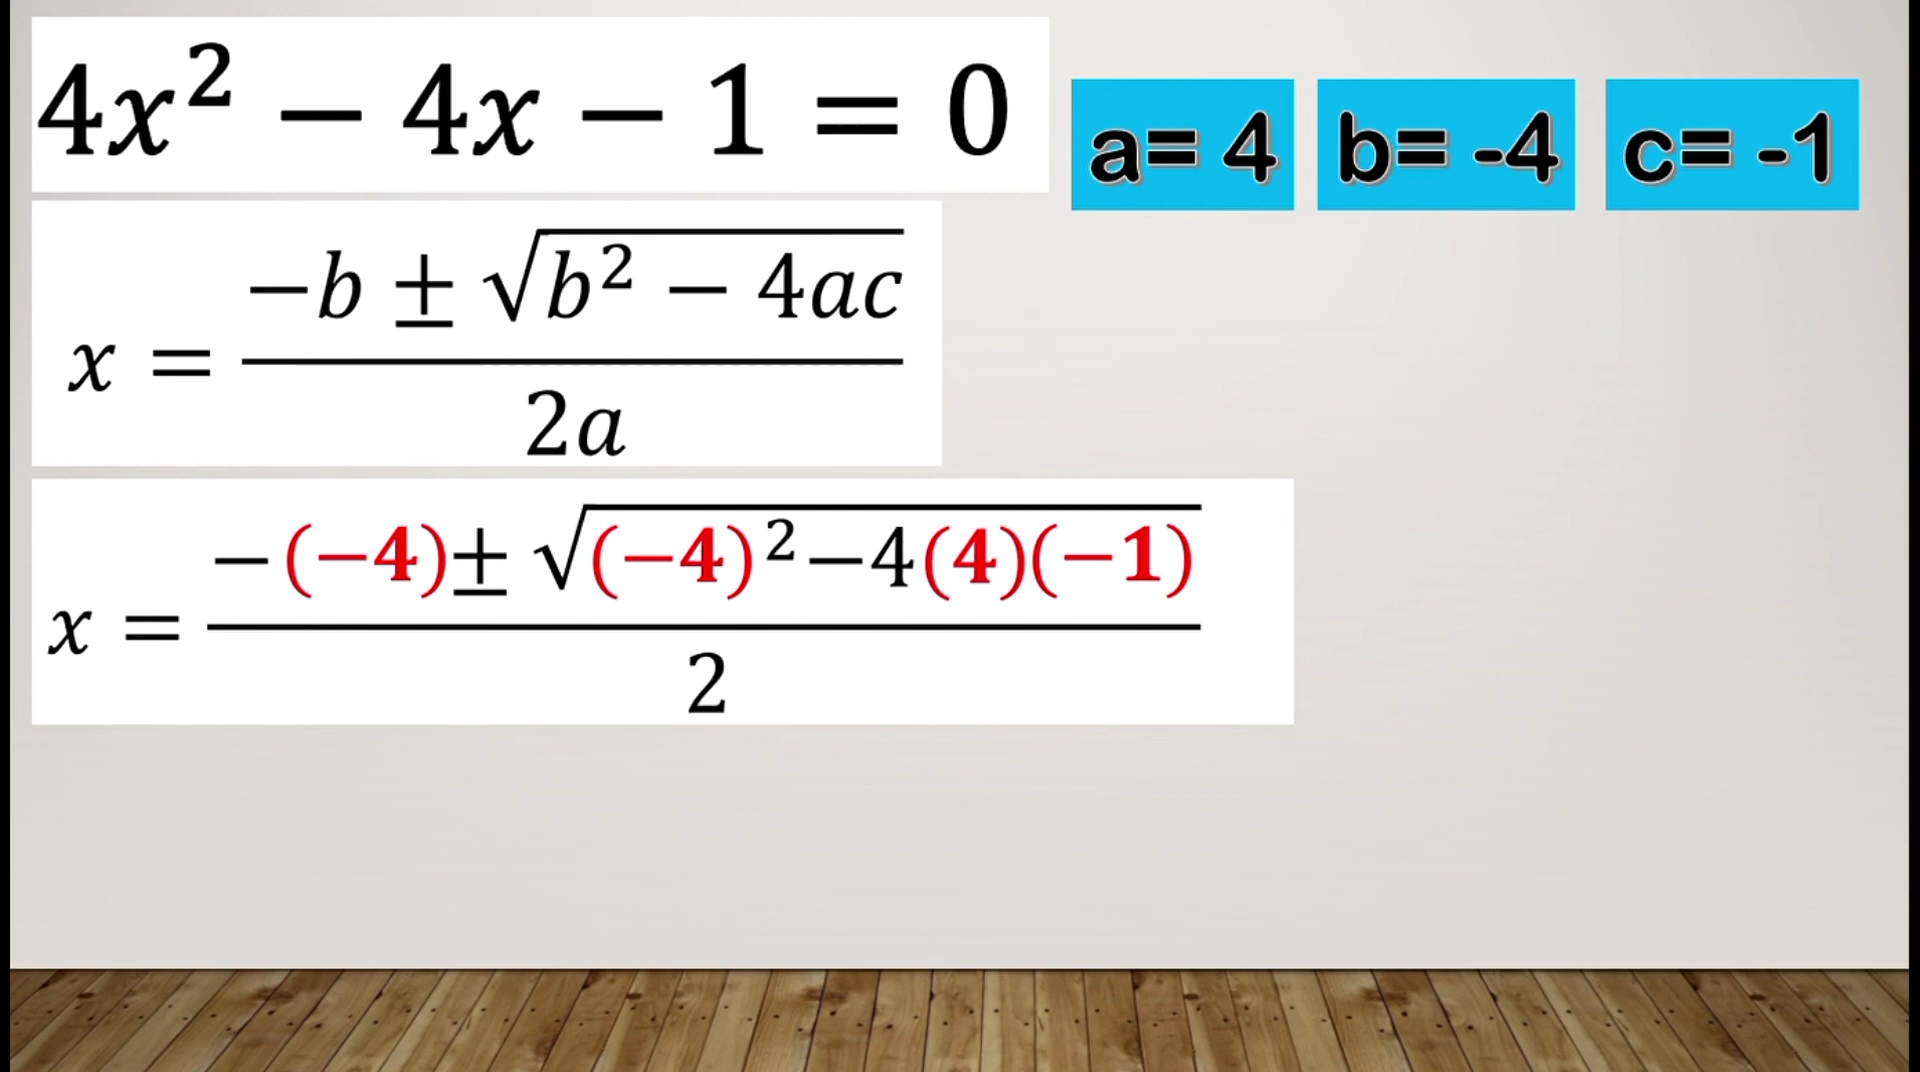 4x² − 4x − 1 = 0
a= 4 b= -4 c= -1
x = (−b ± √(b² − 4ac)) / 2a
x = (−(−4)± √((−4)²−4(4)(−1))) / 2